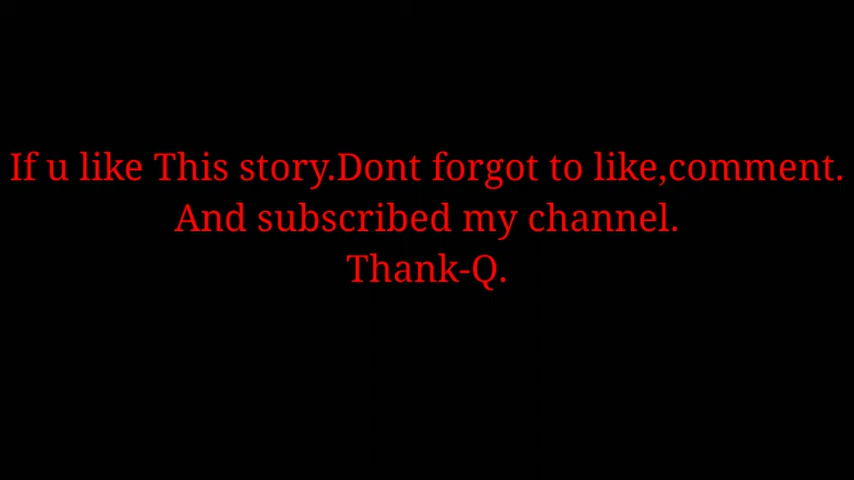 If u like This story.Dont forgot to like,comment.
And subscribed my channel.
Thank-Q.